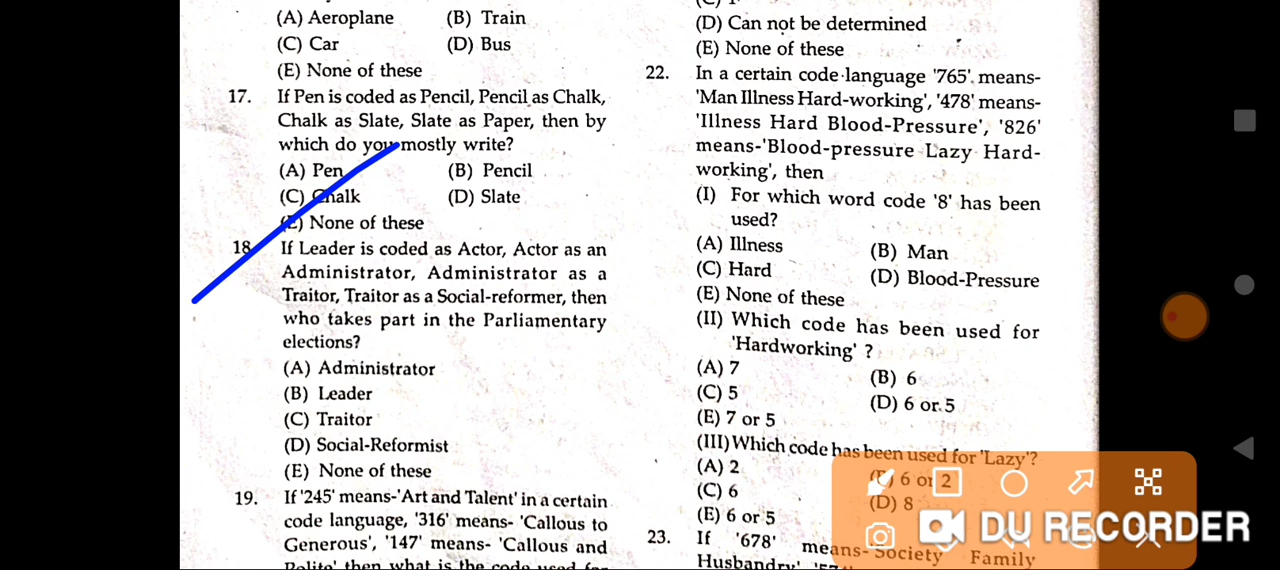 (A) Aeroplane (B) Train
(C) Car (D) Bus
(E) None of these
17. If Pen is coded as Pencil, Pencil as Chalk,
Chalk as Slate, Slate as Paper, then by
which do you mostly write?
(A) Pen (B) Pencil
(C) Chalk (D) Slate
(E) None of these
18. If Leader is coded as Actor, Actor as an
Administrator, Administrator as a
Traitor, Traitor as a Social-reformer, then
who takes part in the Parliamentary
elections?
(A) Administrator
(B) Leader
(C) Traitor
(D) Social-Reformist
(E) None of these
19. If '245' means-'Art and Talent' in a certain
code language, '316' means- 'Callous to
Generous', '147' means- 'Callous and
Polite' then what is the code used for
(D) Can not be determined
(E) None of these
22. In a certain code language '765' means-
'Man Illness Hard-working', '478' means-
'Illness Hard Blood-Pressure', '826'
means-'Blood-pressure Lazy Hard-
working', then
(I) For which word code '8' has been
used?
(A) Illness (B) Man
(C) Hard (D) Blood-Pressure
(E) None of these
(II) Which code has been used for
'Hardworking' ?
(A) 7 (B) 6
(C) 5 (D) 6 or 5
(E) 7 or 5
(III) Which code has been used for 'Lazy'?
(A) 2 (B) 6 or 2
(C) 6 (D) 8
(E) 6 or 5
23. If '678' means- Society Family
Husbandry'
DU RECORDER